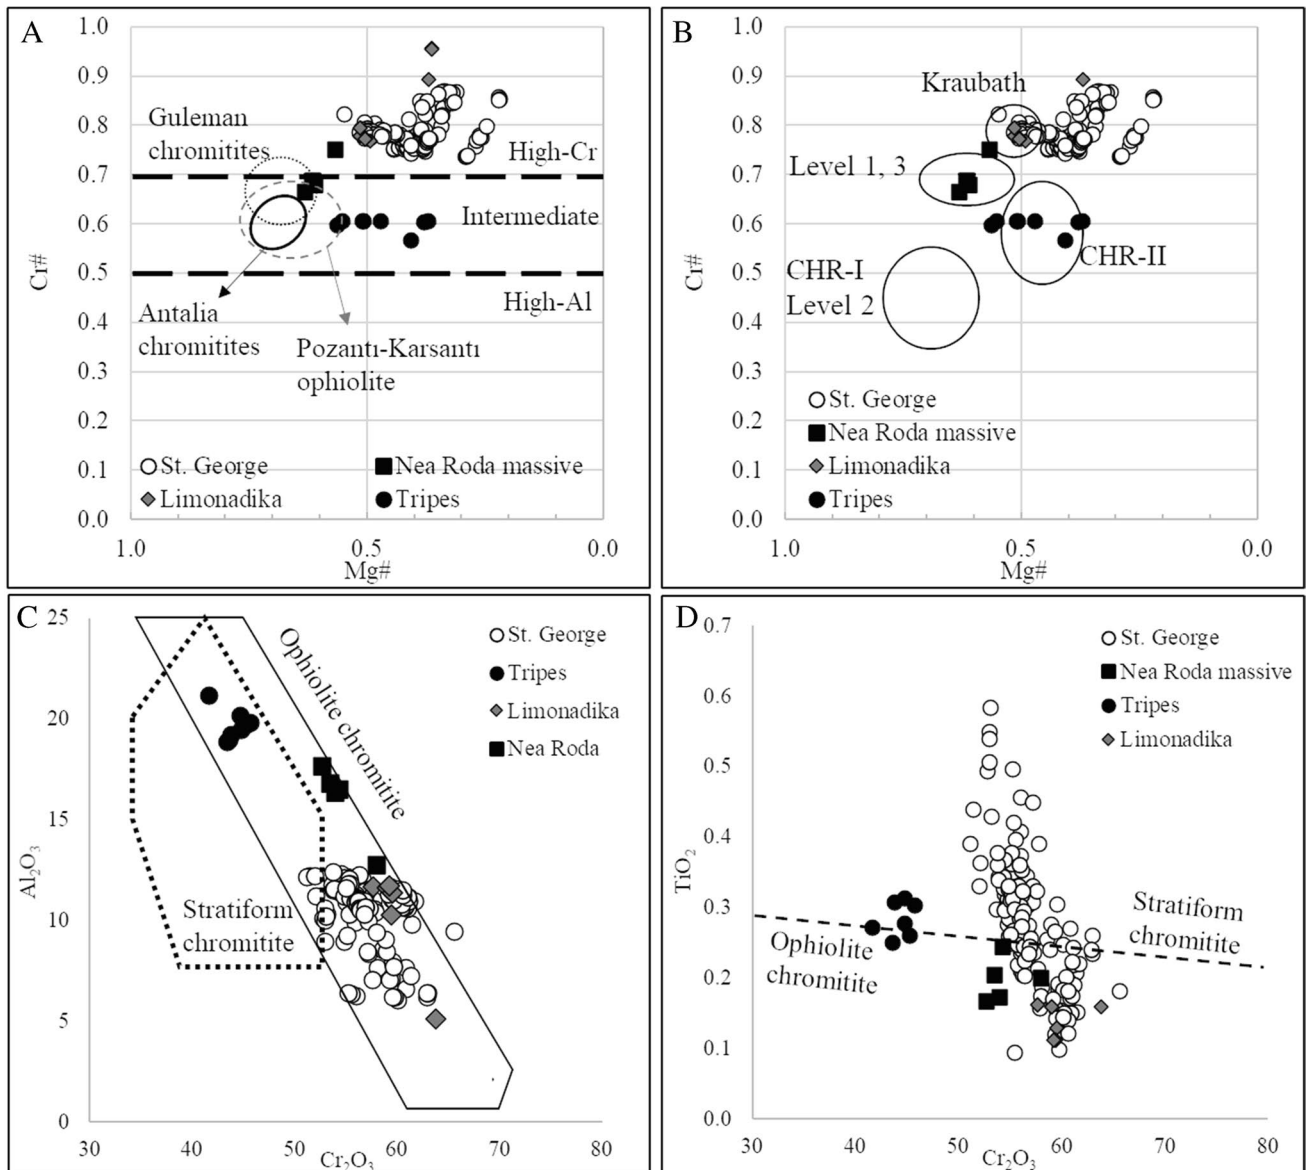 A
1.0
0.9
0.8
0.7
0.6
0.5
0.4
0.3
0.2
0.1
0.0
Cr#
Guleman
chromitites
High-Cr
Intermediate
High-Al
Antalia
chromitites
Pozantı-Karsantı
ophiolite
St. George
Nea Roda massive
Limonadika
Tripes
1.0
0.5
0.0
Mg#
B
1.0
0.9
0.8
0.7
0.6
0.5
0.4
0.3
0.2
0.1
0.0
Cr#
Kraubath
Level 1, 3
CHR-II
CHR-I
Level 2
St. George
Nea Roda massive
Limonadika
Tripes
1.0
0.5
0.0
Mg#
C
25
20
15
10
5
0
Al₂O₃
Ophiolite chromitite
St. George
Tripes
Limonadika
Nea Roda
Stratiform
chromitite
30
40
50
60
70
80
Cr₂O₃
D
0.7
0.6
0.5
0.4
0.3
0.2
0.1
0.0
TiO₂
St. George
Nea Roda massive
Tripes
Limonadika
Stratiform
chromitite
Ophiolite
chromitite
30
40
50
60
70
80
Cr₂O₃